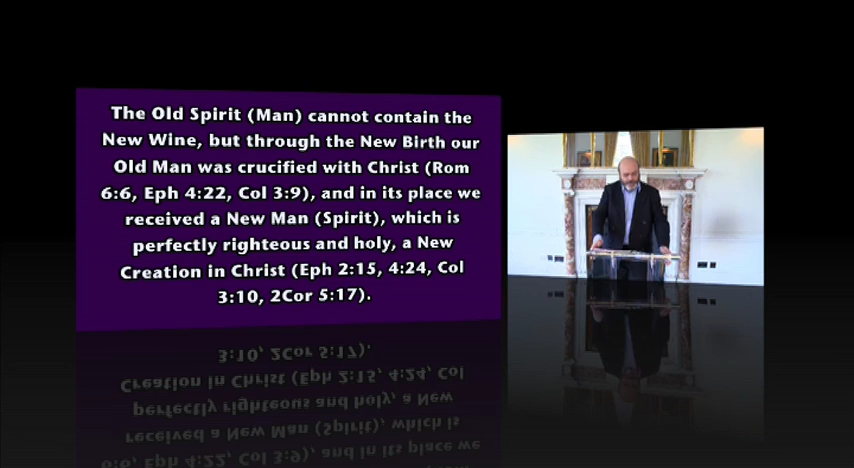 The Old Spirit (Man) cannot contain the
New Wine, but through the New Birth our
Old Man was crucified with Christ (Rom
6:6, Eph 4:22, Col 3:9), and in its place we
received a New Man (Spirit), which is
perfectly righteous and holy, a New
Creation in Christ (Eph 2:15, 4:24, Col
3:10, 2Cor 5:17).